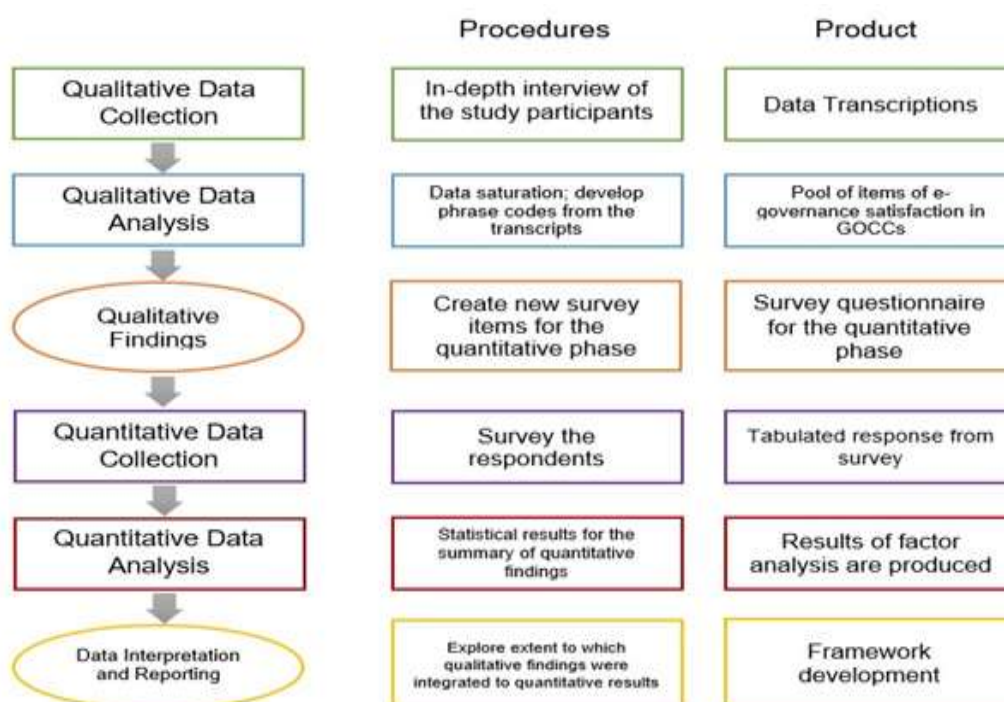 Procedures
Product
Qualitative Data
Collection
In-depth interview of
the study participants
Data Transcriptions
Qualitative Data
Analysis
Data saturation; develop
phrase codes from the
transcripts
Pool of items of e-
governance satisfaction in
GOCCs
Qualitative
Findings
Create new survey
items for the
quantitative phase
Survey questionnaire
for the quantitative
phase
Quantitative Data
Collection
Survey the
respondents
Tabulated response from
survey
Quantitative Data
Analysis
Statistical results for the
summary of quantitative
findings
Results of factor
analysis are produced
Data Interpretation
and Reporting
Explore extent to which
qualitative findings were
integrated to quantitative results
Framework
development